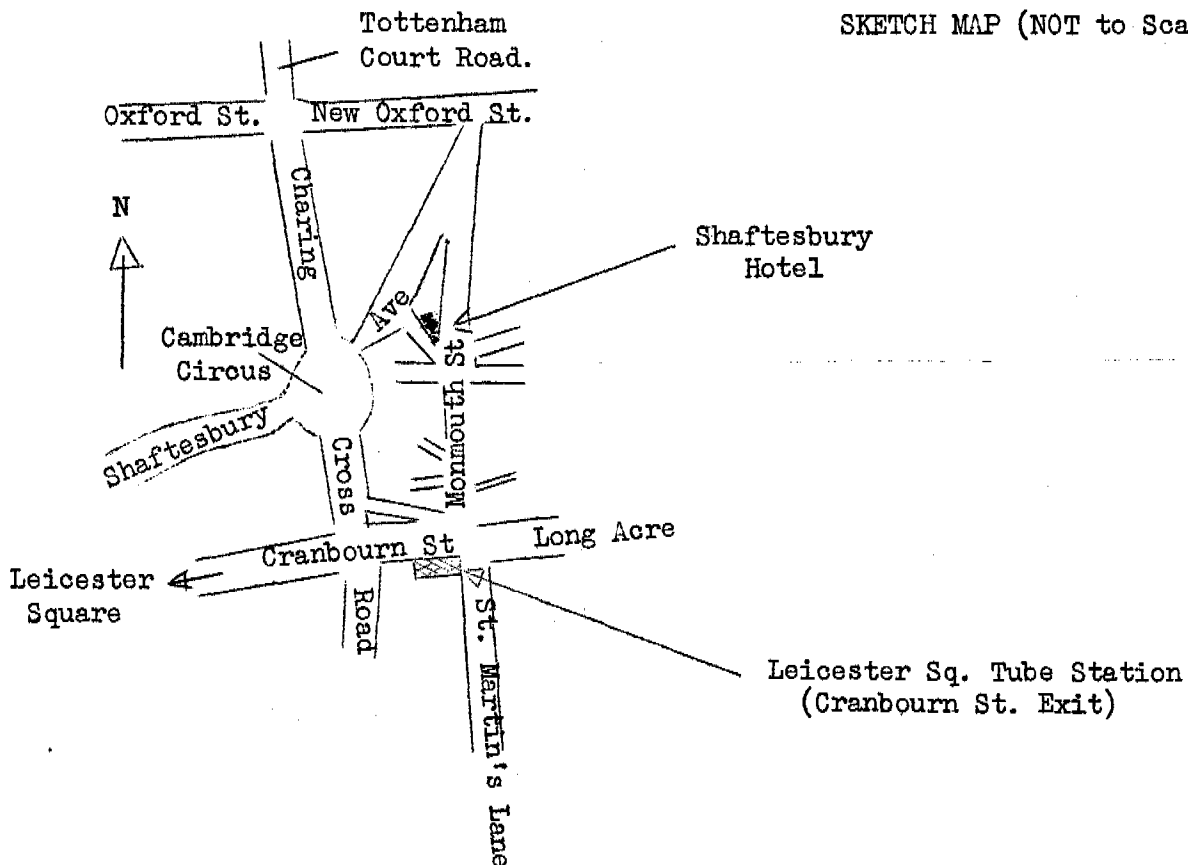 SKETCH MAP (NOT to Sca
Tottenham
Court Road.
Oxford St.
New Oxford St.
N
Charing
Shaftesbury
Hotel
Ave
Cambridge
Circus
Monmouth St
Shaftesbury
Cross
Cranbourn St
Long Acre
Leicester
Square
Road
St. Martin's Lane
Leicester Sq. Tube Station
(Cranbourn St. Exit)